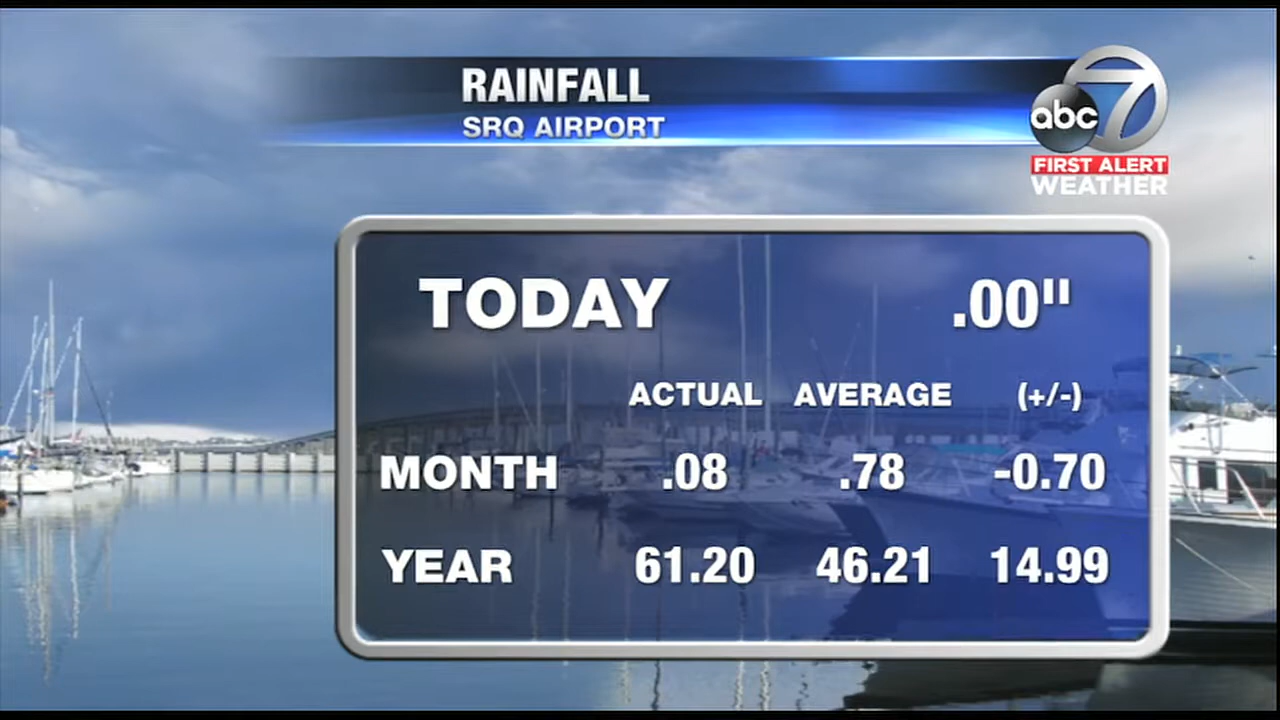 RAINFALL
SRQ AIRPORT
abc 7
FIRST ALERT
WEATHER
TODAY .00"
ACTUAL AVERAGE (+/-)
MONTH .08 .78 -0.70
YEAR 61.20 46.21 14.99